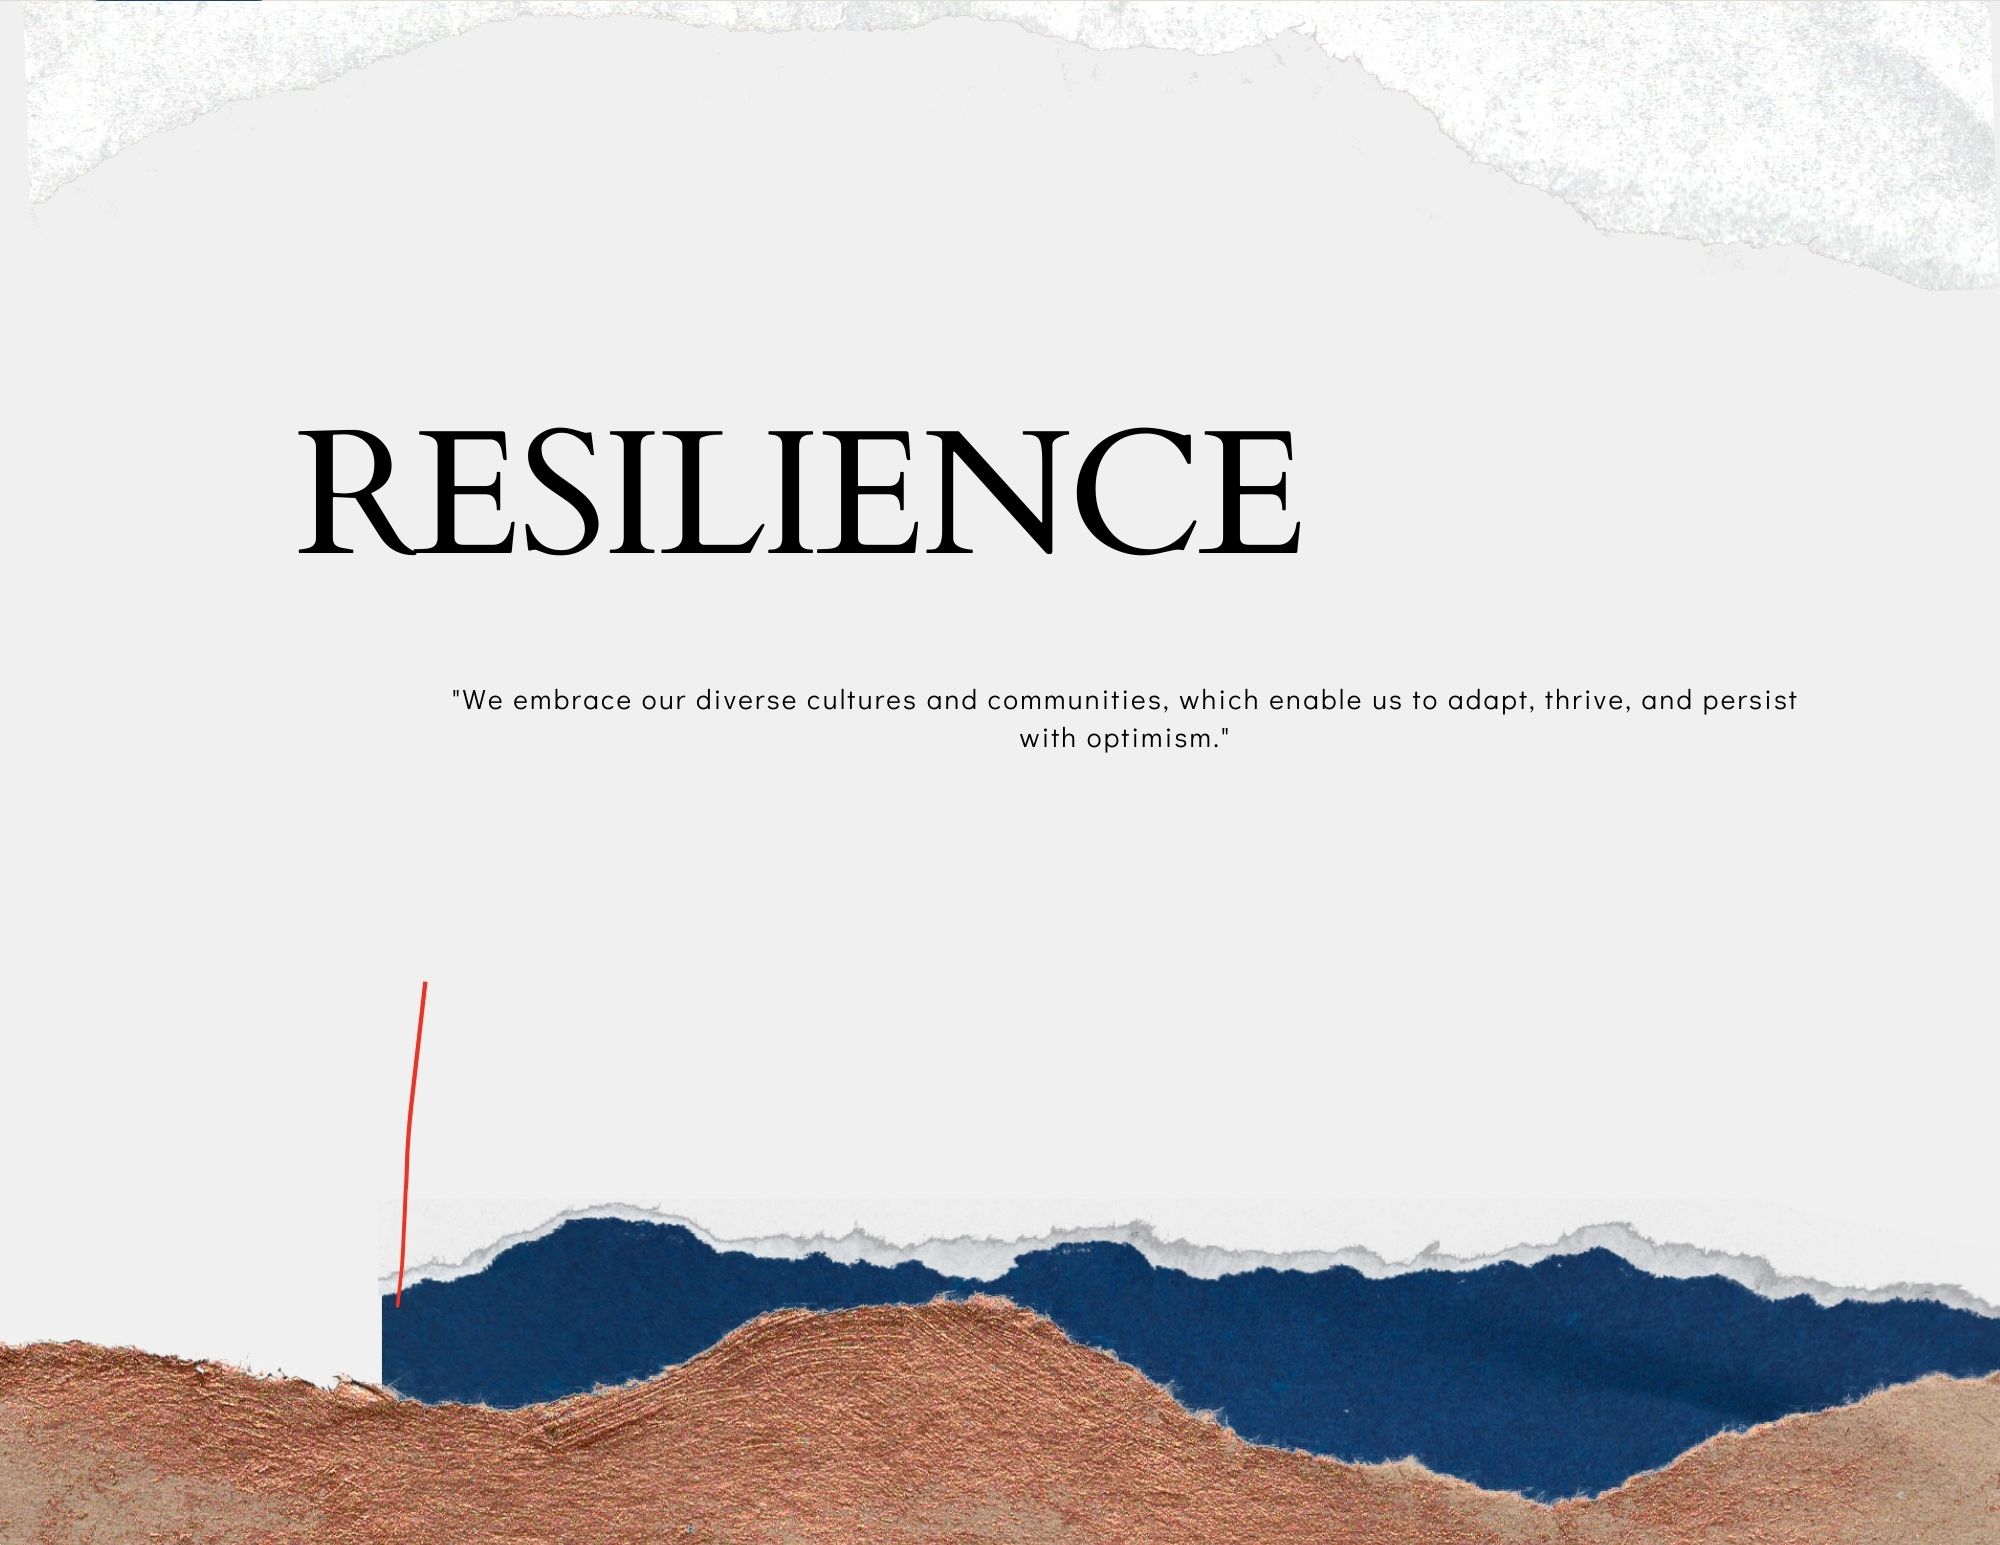 RESILIENCE
"We embrace our diverse cultures and communities, which enable us to adapt, thrive, and persist
with optimism."